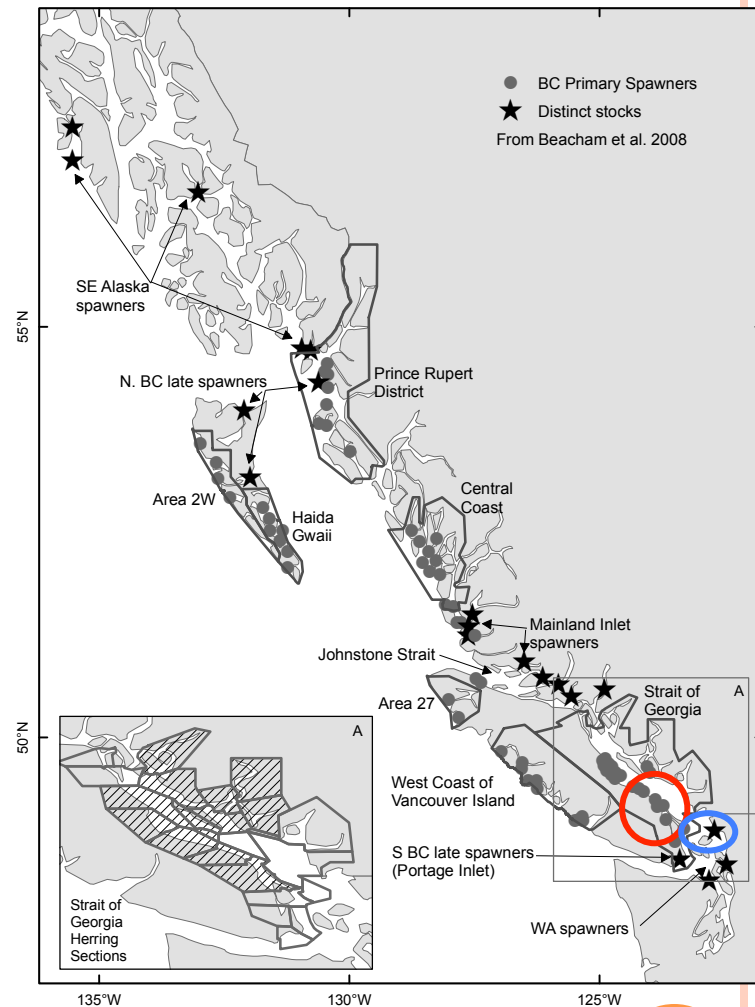 BC Primary Spawners
Distinct stocks
From Beacham et al. 2008
SE Alaska
spawners
55°N
N. BC late spawners
Prince Rupert
District
Area 2W
Haida
Gwaii
Central
Coast
Mainland Inlet
spawners
Johnstone Strait
A
Strait of
Georgia
Area 27
50°N
A
West Coast of
Vancouver Island
S BC late spawners
(Portage Inlet)
WA spawners
Strait of
Georgia
Herring
Sections
135°W
130°W
125°W